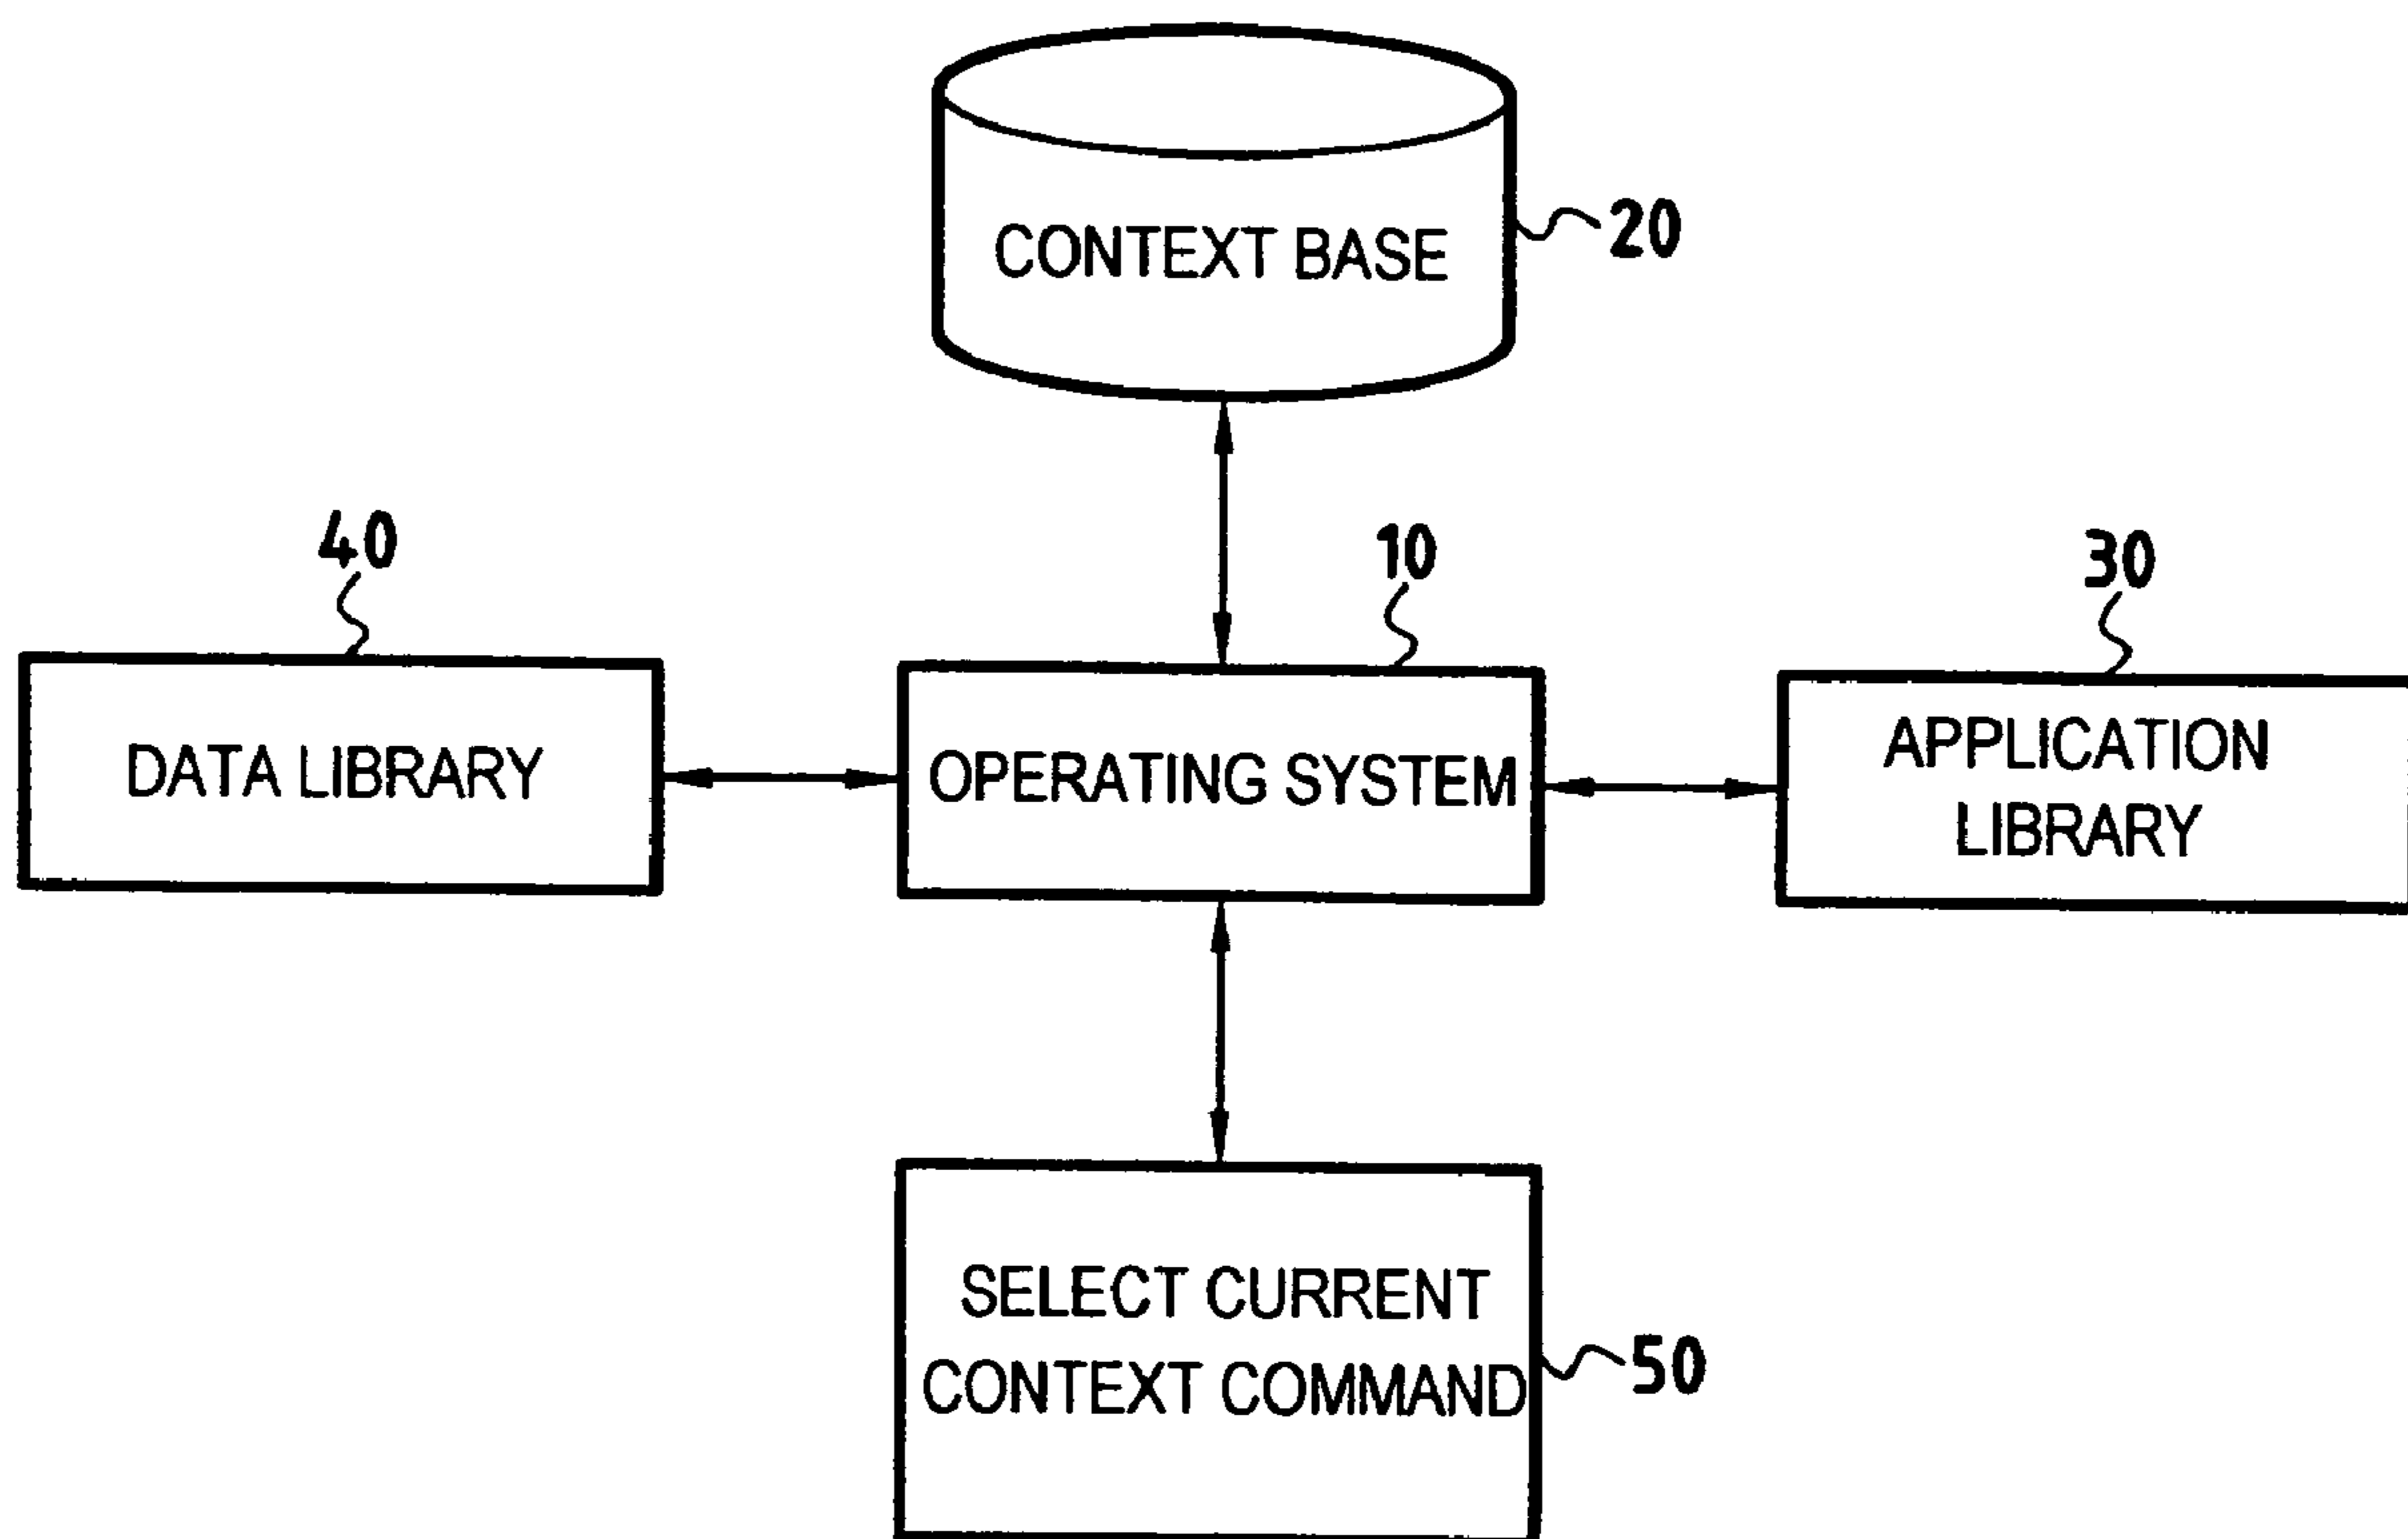 CONTEXT BASE
20
40
10
30
DATA LIBRARY
OPERATING SYSTEM
APPLICATION
LIBRARY
SELECT CURRENT
CONTEXT COMMAND
50